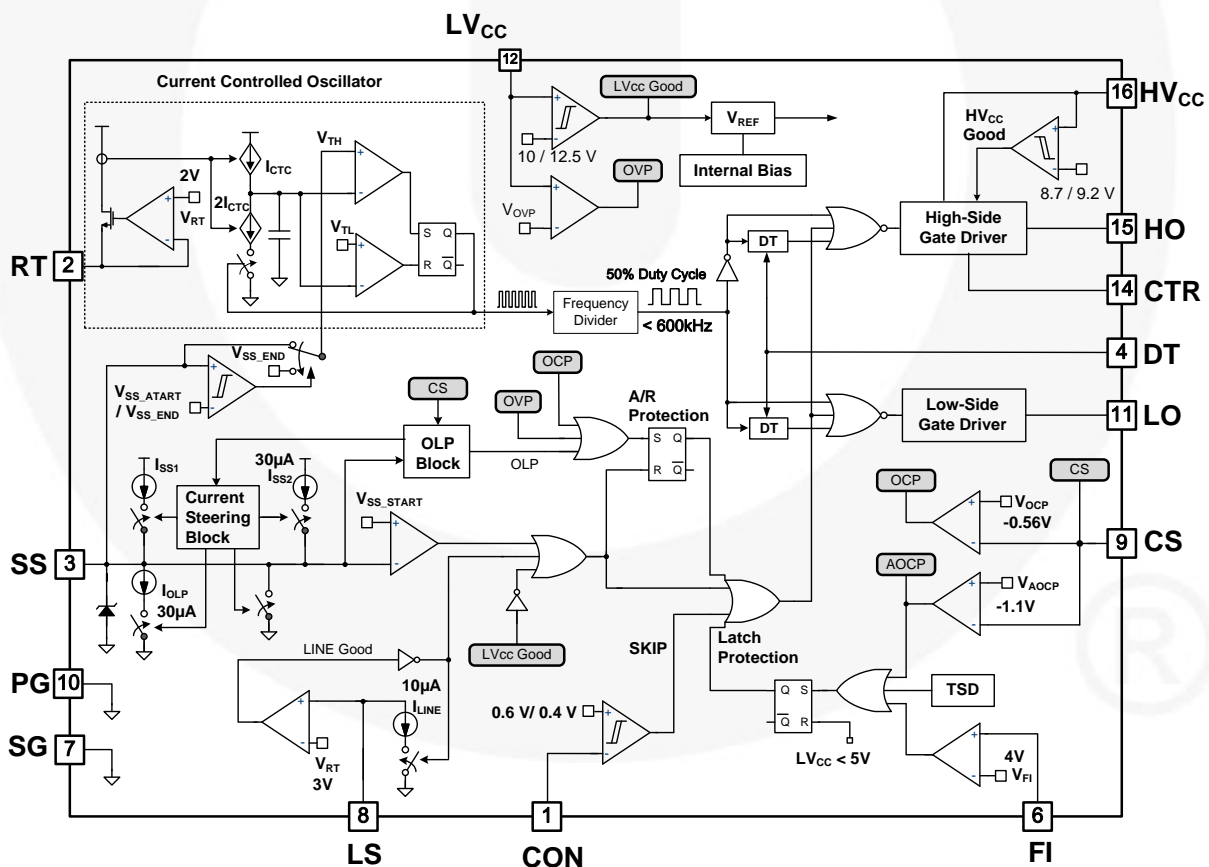 LVCC
12
Current Controlled Oscillator
LVcc Good
16
HVCC
HVCC
Good
VTH
+
-
10 / 12.5 V
VREF
Internal Bias
ICTC
2V
+
VRT
-
2ICTC
+
-
OVP
+
-
VOVP
+
-
8.7 / 9.2 V
VTL
+
-
S Q
R Q
High-Side
Gate Driver
15
HO
RT
2
DT
50% Duty Cycle
Frequency
Divider
< 600kHz
14
CTR
4
DT
VSS_END
VSS_ATART
/ VSS_END
+
-
CS
OCP
OVP
A/R
Protection
S Q
R Q
DT
Low-Side
Gate Driver
11
LO
OLP
Block
OLP
ISS1
30µA
ISS2
Current
Steering
Block
VSS_START
+
-
OCP
CS
+
-
VOCP
-0.56V
9
CS
SS
3
IOLP
30µA
AOCP
+
-
VAOCP
-1.1V
LINE Good
LVcc Good
SKIP
Latch
Protection
PG
10
10µA
ILINE
+
-
VRT
3V
0.6 V/ 0.4 V
+
-
Q S
Q R
TSD
SG
7
LVCC < 5V
+
-
4V
VFI
8
1
6
LS
CON
FI
®